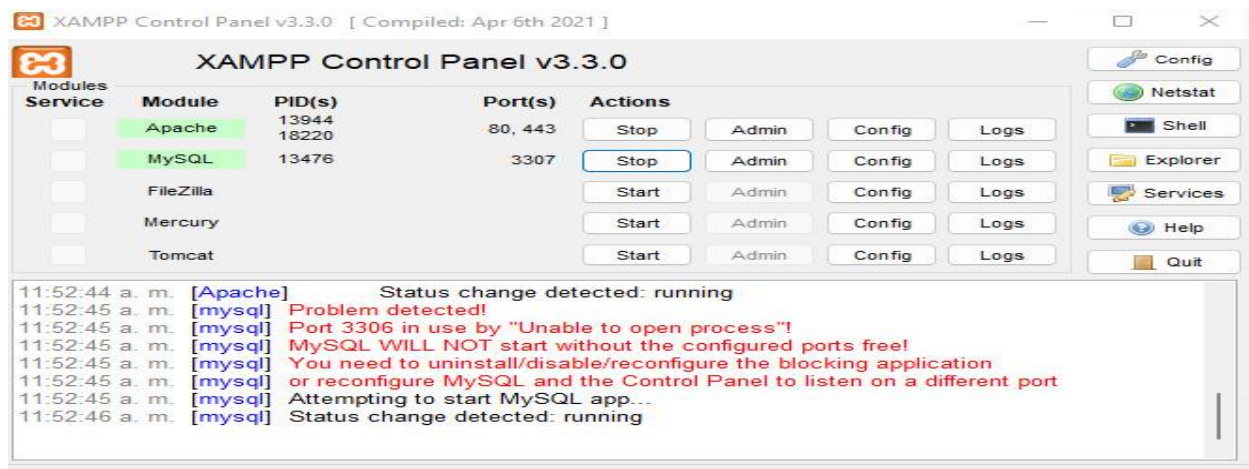 XAMPP Control Panel v3.3.0 [ Compiled: Apr 6th 2021 ]
XAMPP Control Panel v3.3.0
Config
Modules
Service Module PID(s) Port(s) Actions
Netstat
Apache 13944 18220 80, 443 Stop Admin Config Logs
Shell
MySQL 13476 3307 Stop Admin Config Logs
Explorer
FileZilla Start Admin Config Logs
Services
Mercury Start Admin Config Logs
Help
Tomcat Start Admin Config Logs
Quit
11:52:44 a. m. [Apache] Status change detected: running
11:52:45 a. m. [mysql] Problem detected!
11:52:45 a. m. [mysql] Port 3306 in use by "Unable to open process"!
11:52:45 a. m. [mysql] MySQL WILL NOT start without the configured ports free!
11:52:45 a. m. [mysql] You need to uninstall/disable/reconfigure the blocking application
11:52:45 a. m. [mysql] or reconfigure MySQL and the Control Panel to listen on a different port
11:52:45 a. m. [mysql] Attempting to start MySQL app...
11:52:46 a. m. [mysql] Status change detected: running